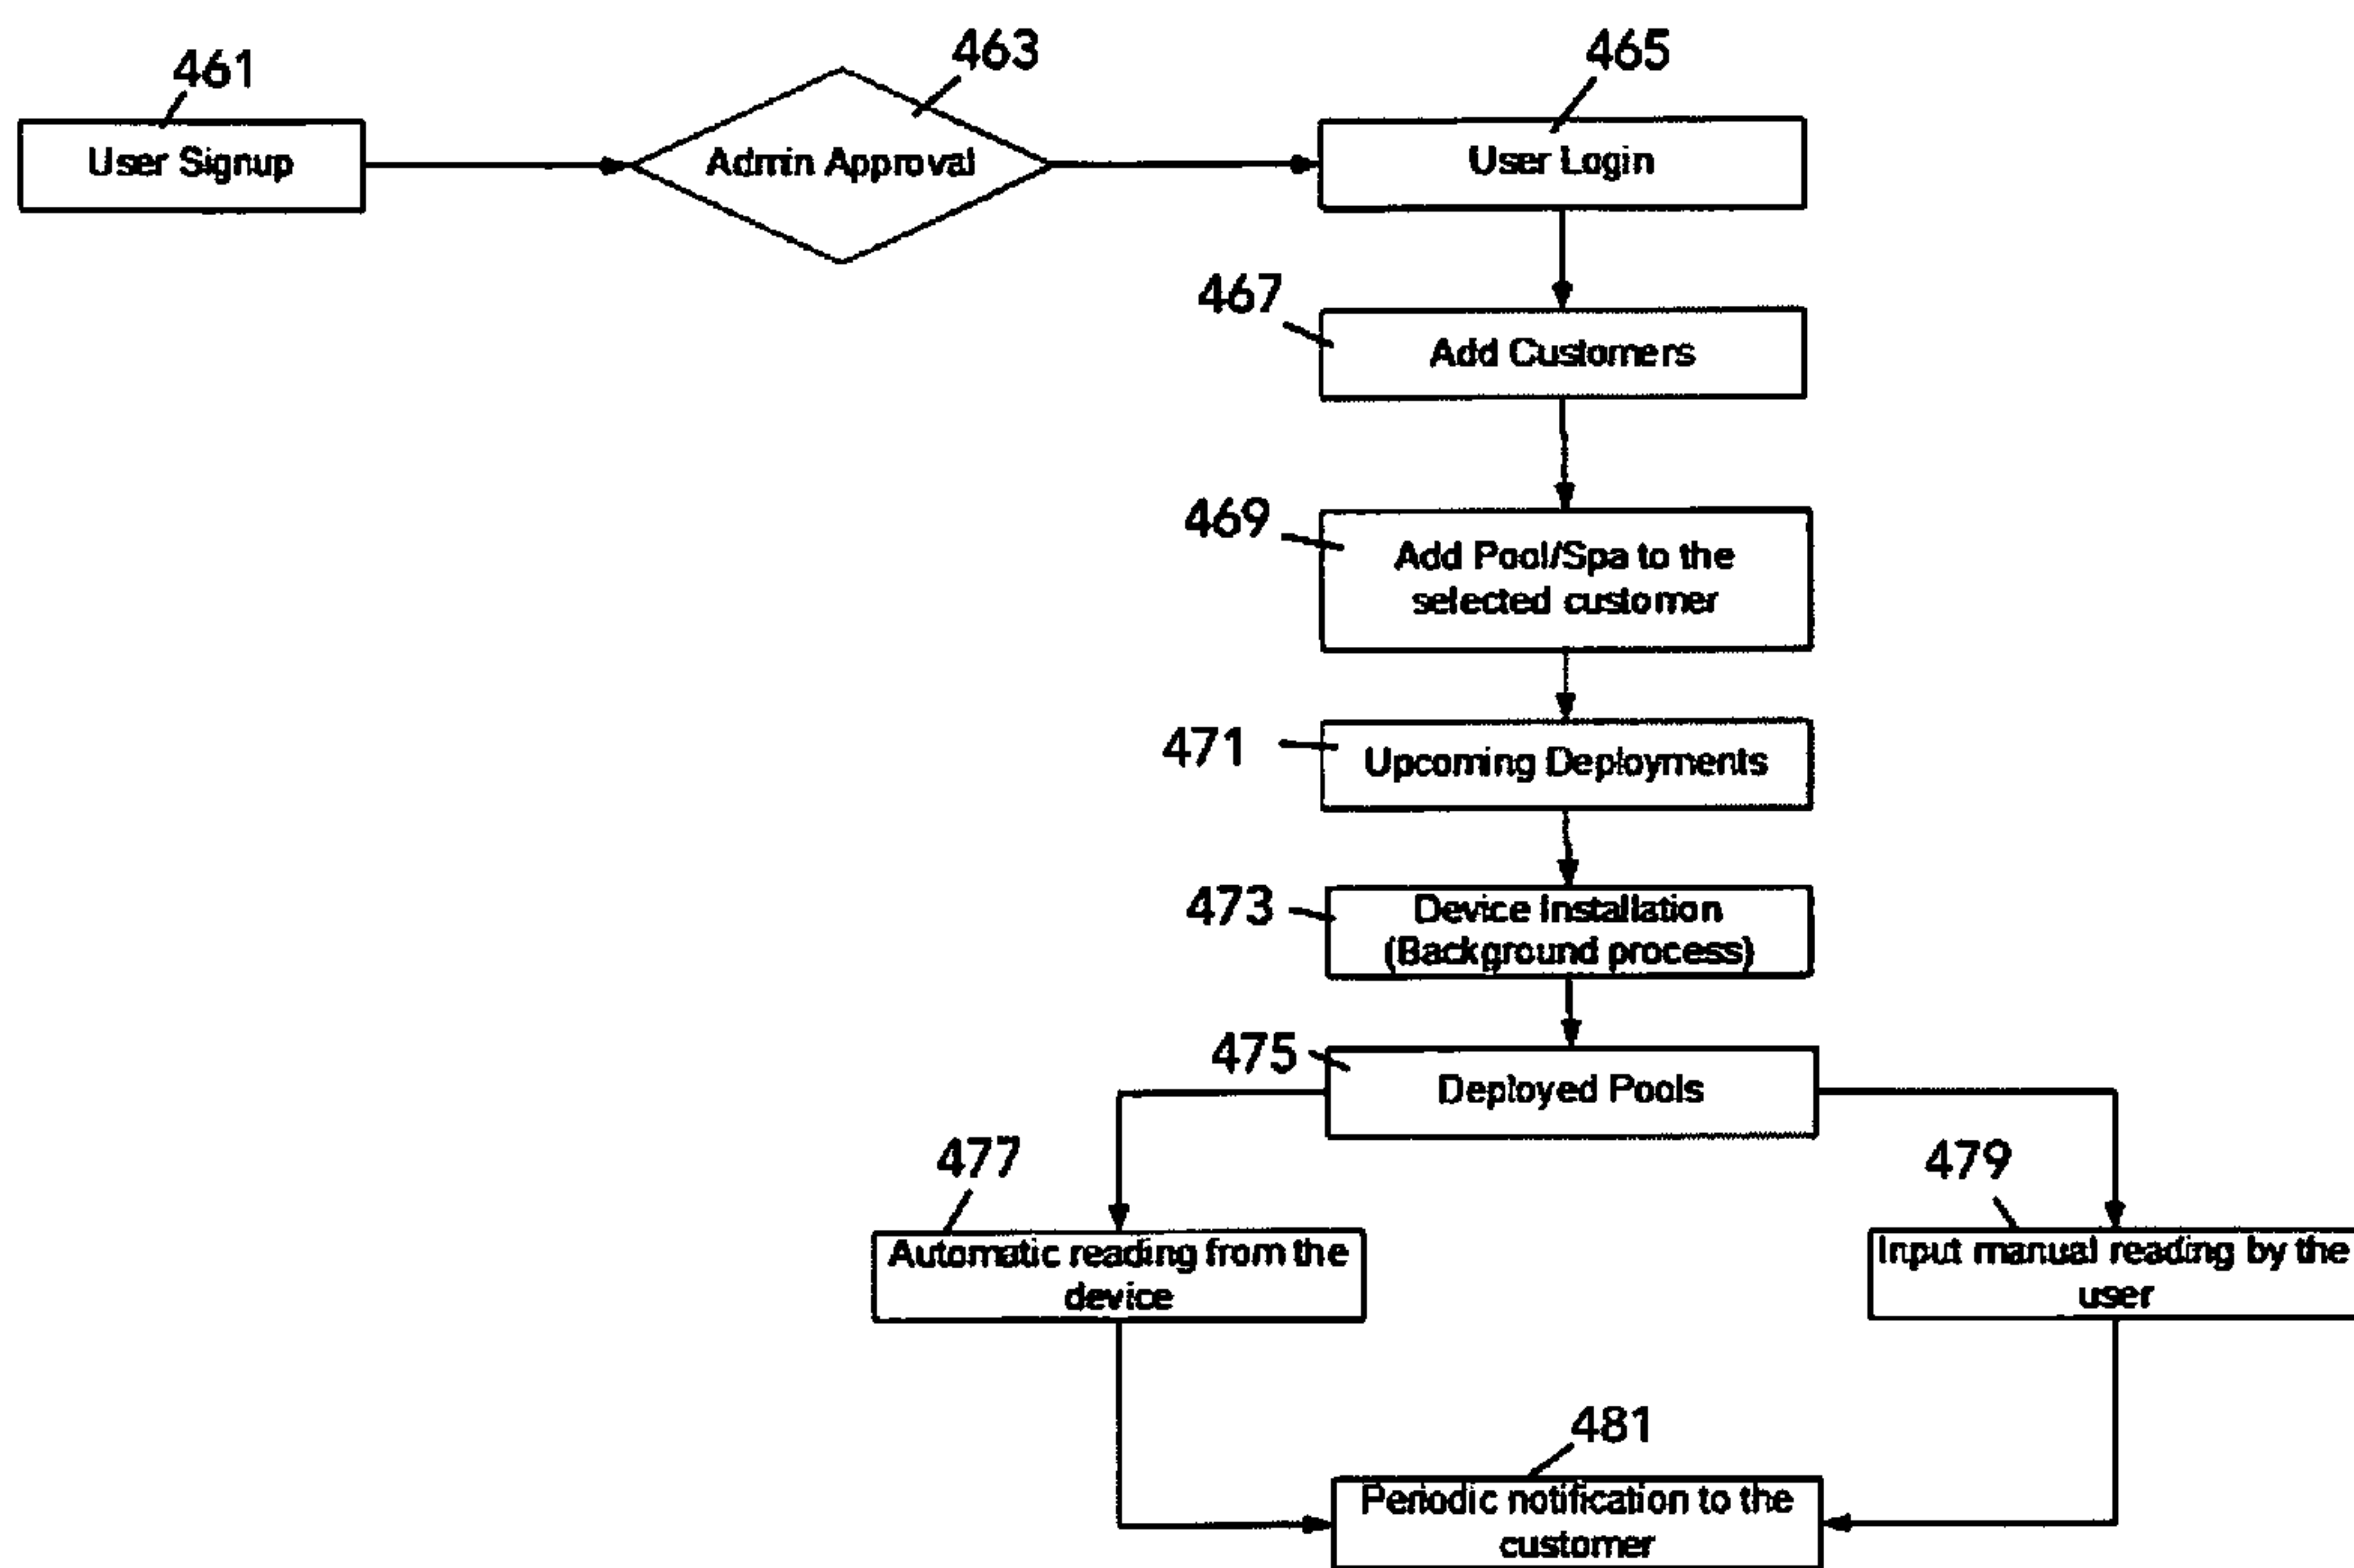 461
463
465
User Signup
Admin Approval
User Login
467
Add Customers
469
Add Pool/Spa to the
selected customer
471
Upcoming Deployments
473
Device Installation
(Background process)
475
Deployed Pools
477
479
Automatic reading from the
device
Input manual reading by the
user
481
Periodic notification to the
customer